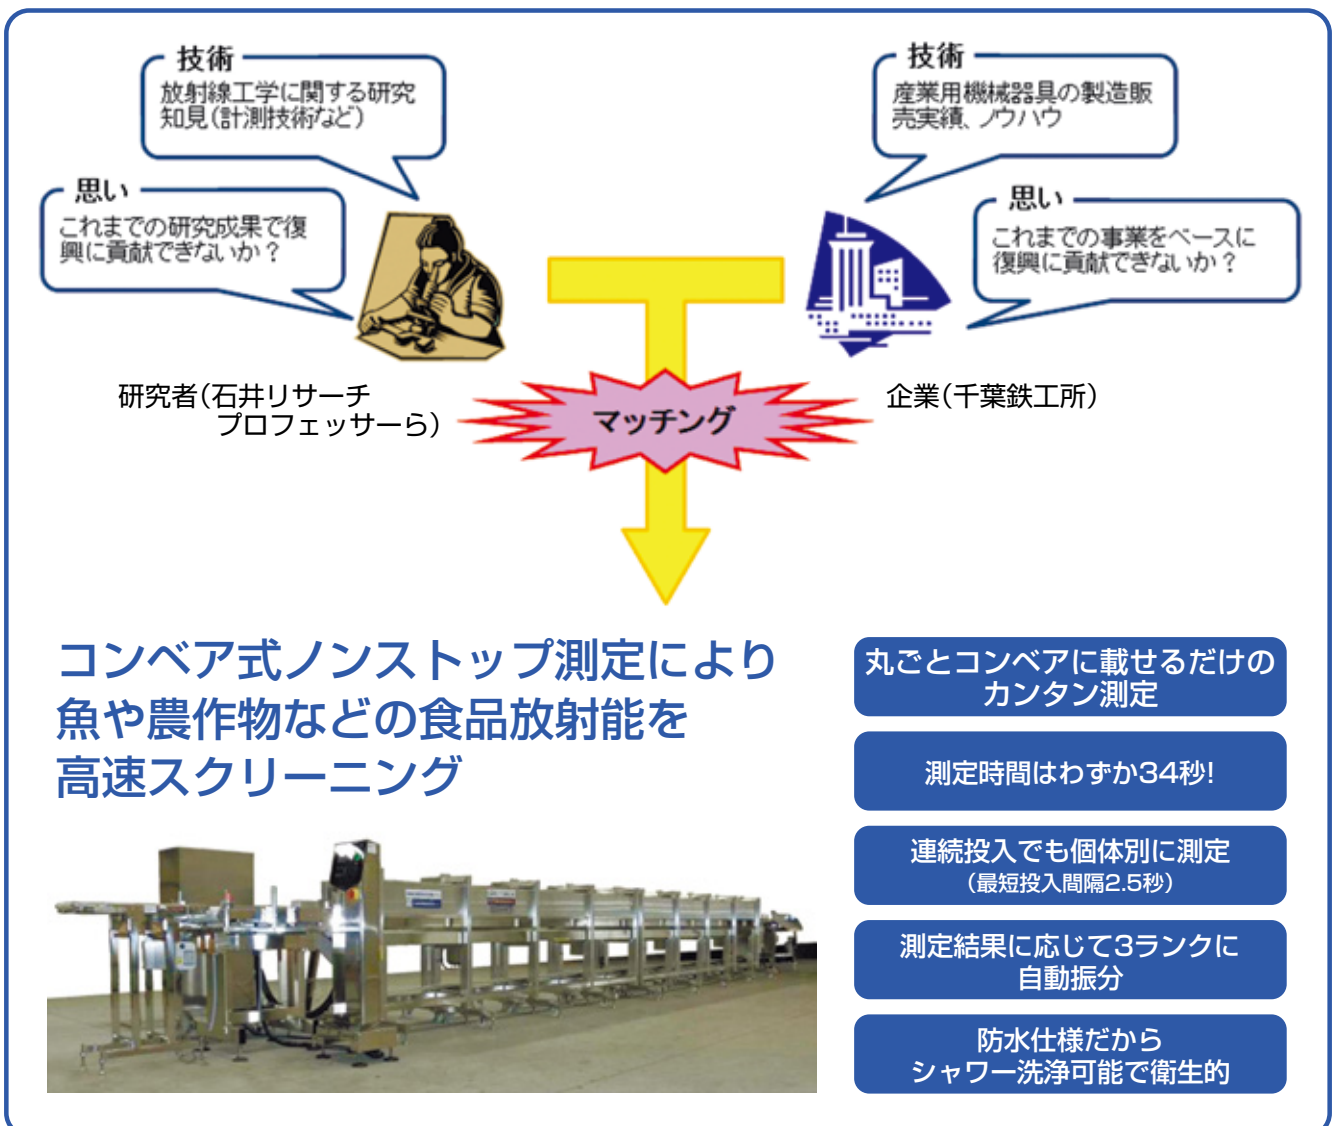 技術
放射線工学に関する研究
知見(計測技術など)
思い
これまでの研究成果で復
興に貢献できないか？
技術
産業用機械器具の製造販
売実績、ノウハウ
思い
これまでの事業をベースに
復興に貢献できないか？
研究者(石井リサーチ
プロフェッサーら)
マッチング
企業(千葉鉄工所)
コンベア式ノンストップ測定により
魚や農作物などの食品放射能を
高速スクリーニング
丸ごとコンベアに載せるだけの
カンタン測定
測定時間はわずか34秒!
連続投入でも個体別に測定
(最短投入間隔2.5秒)
測定結果に応じて3ランクに
自動振分
防水仕様だから
シャワー洗浄可能で衛生的